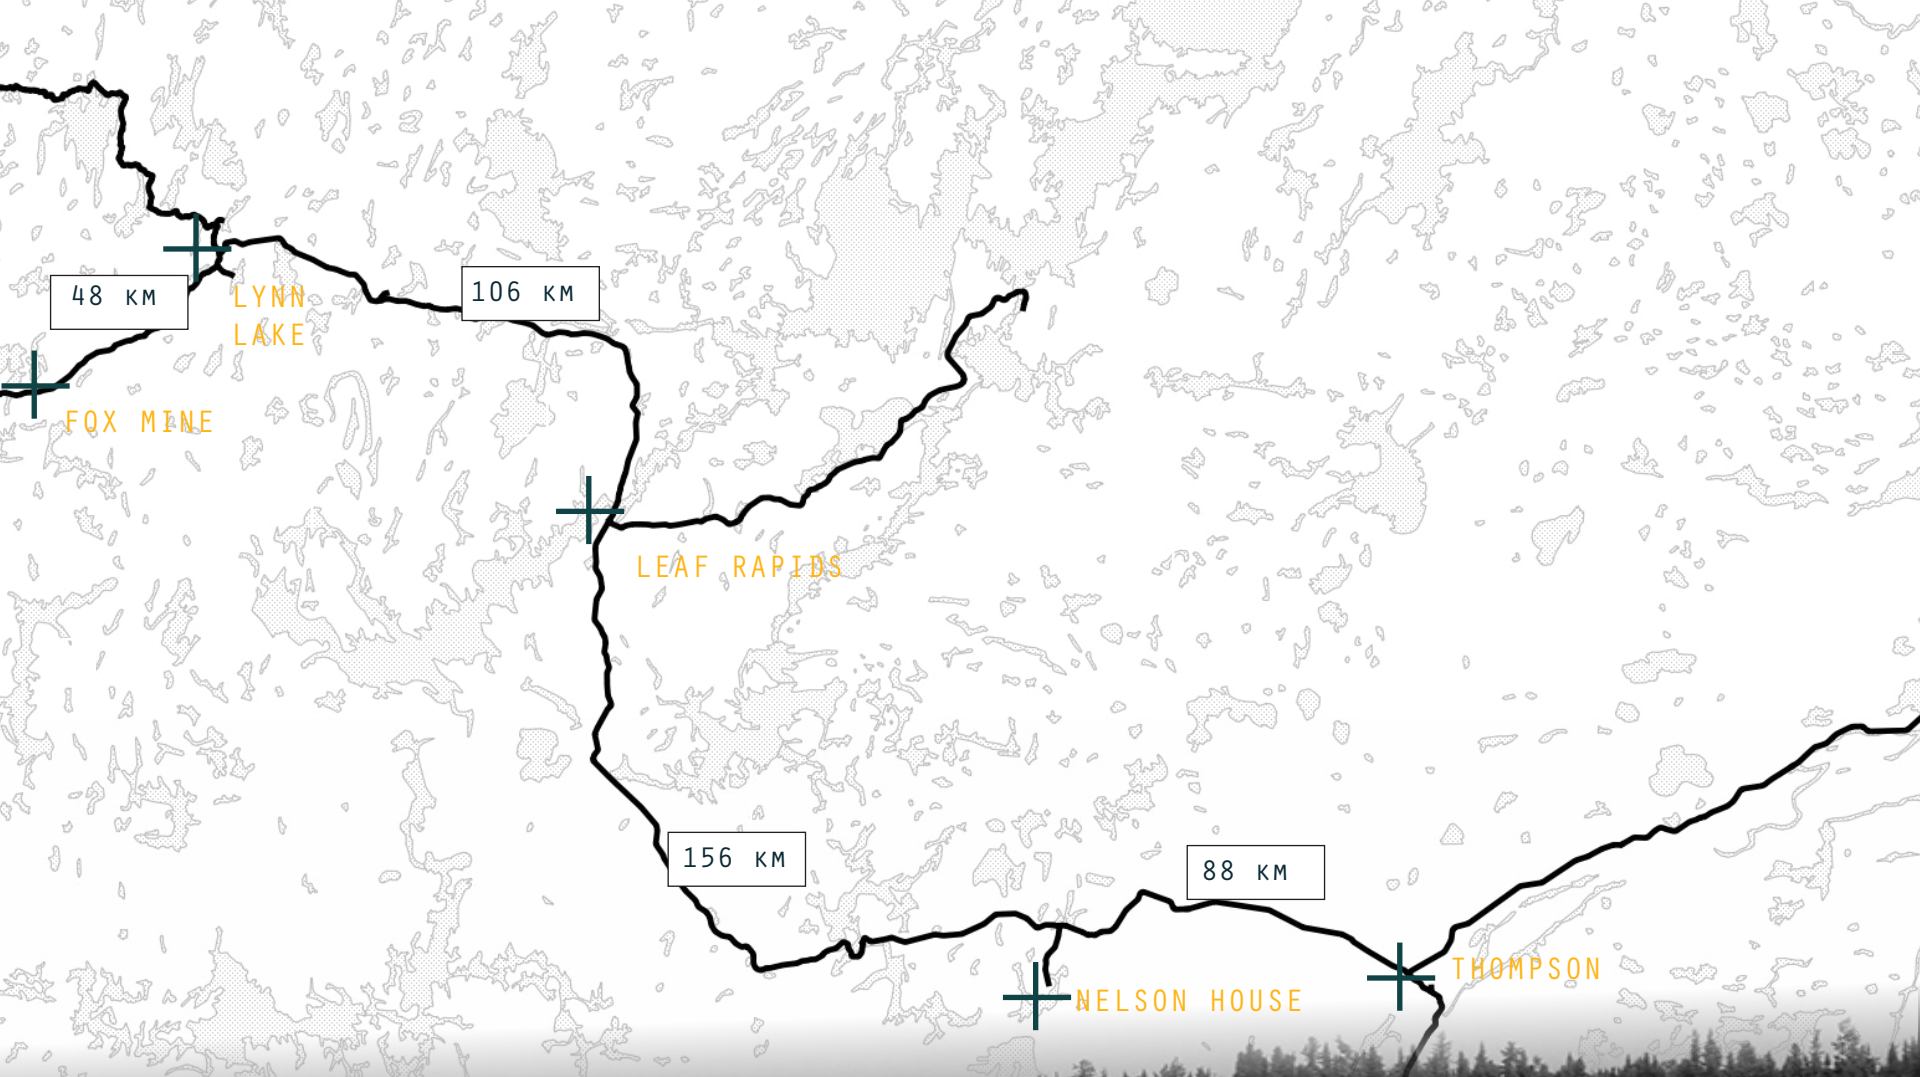 106 KM
48 KM
LYNN
LAKE
FOX MINE
LEAF RAPIDS
156 KM
88 KM
THOMPSON
NELSON HOUSE